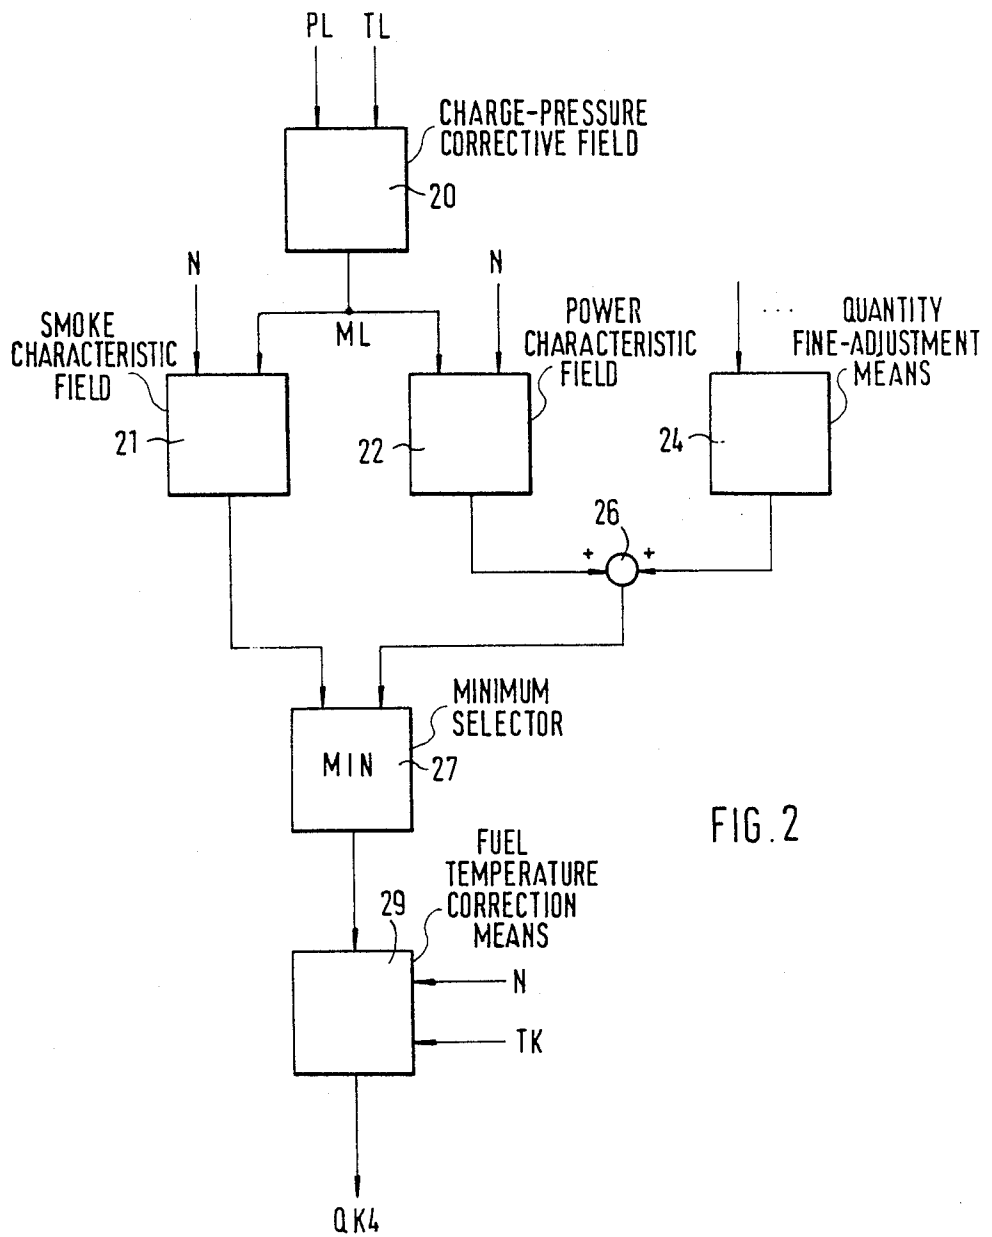 PL TL
CHARGE-PRESSURE
CORRECTIVE FIELD
20
N
N
ML
SMOKE
CHARACTERISTIC
FIELD
21
POWER
CHARACTERISTIC
FIELD
22
...
QUANTITY
FINE-ADJUSTMENT
MEANS
24
26
+ +
MINIMUM
SELECTOR
MIN
27
FIG. 2
FUEL
TEMPERATURE
CORRECTION
MEANS
29
N
TK
QK4